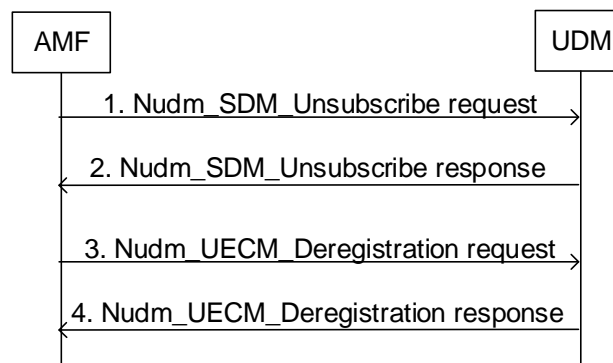 AMF
UDM
1. Nudm_SDM_Unsubscribe request
2. Nudm_SDM_Unsubscribe response
3. Nudm_UECM_Deregistration request
4. Nudm_UECM_Deregistration response